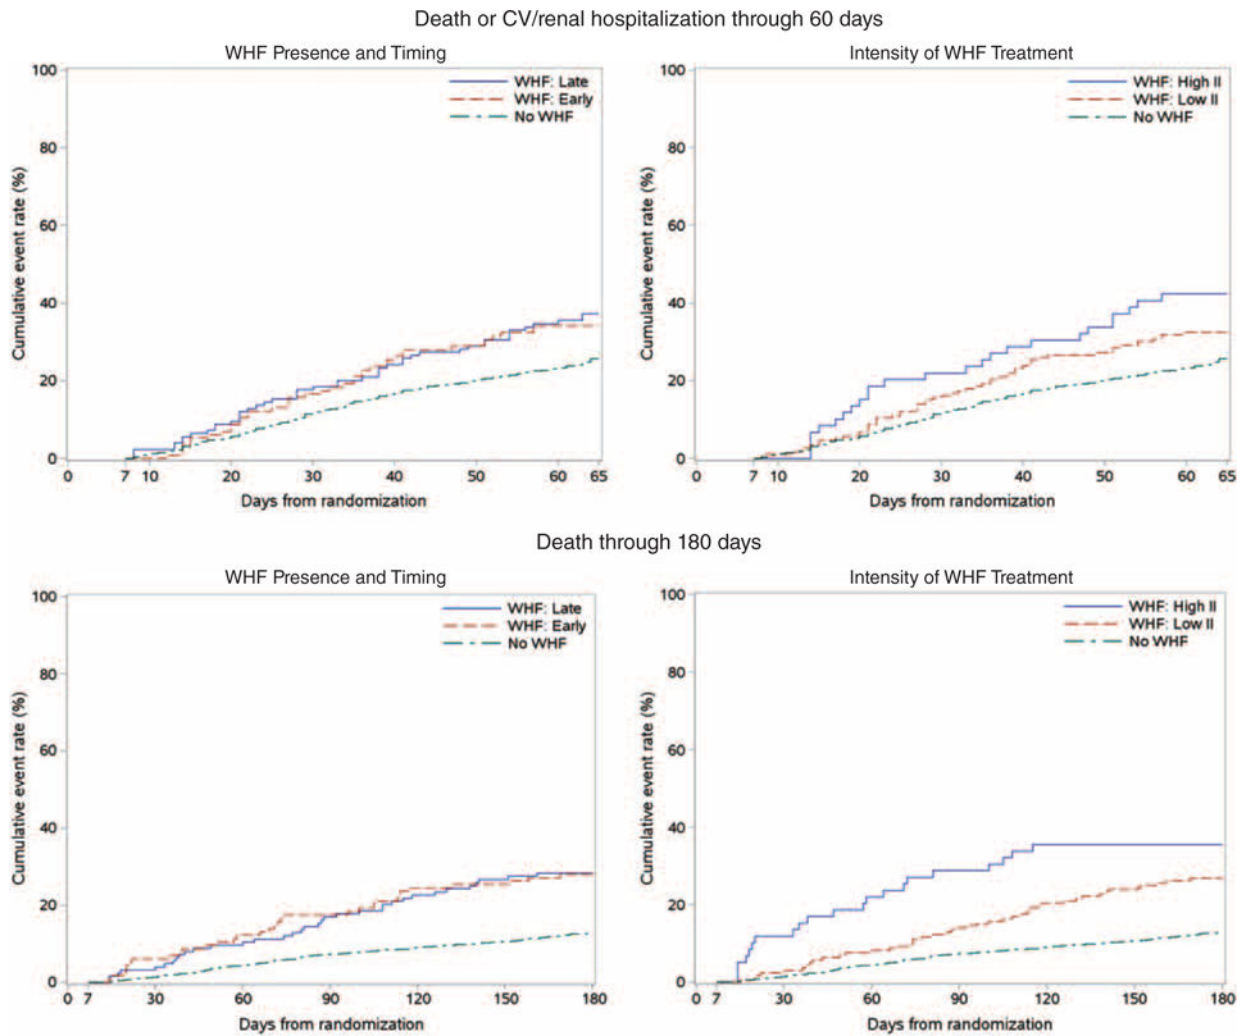 Death or CV/renal hospitalization through 60 days
WHF Presence and Timing
100
80
60
40
20
0
Cumulative event rate (%)
WHF: Late
WHF: Early
No WHF
0 7 10 20 30 40 50 60 65
Days from randomization
Intensity of WHF Treatment
100
80
60
40
20
0
Cumulative event rate (%)
WHF: High II
WHF: Low II
No WHF
0 7 10 20 30 40 50 60 65
Days from randomization
Death through 180 days
WHF Presence and Timing
100
80
60
40
20
0
Cumulative event rate (%)
WHF: Late
WHF: Early
No WHF
0 7 30 60 90 120 150 180
Days from randomization
Intensity of WHF Treatment
100
80
60
40
20
0
Cumulative event rate (%)
WHF: High II
WHF: Low II
No WHF
0 7 30 60 90 120 150 180
Days from randomization